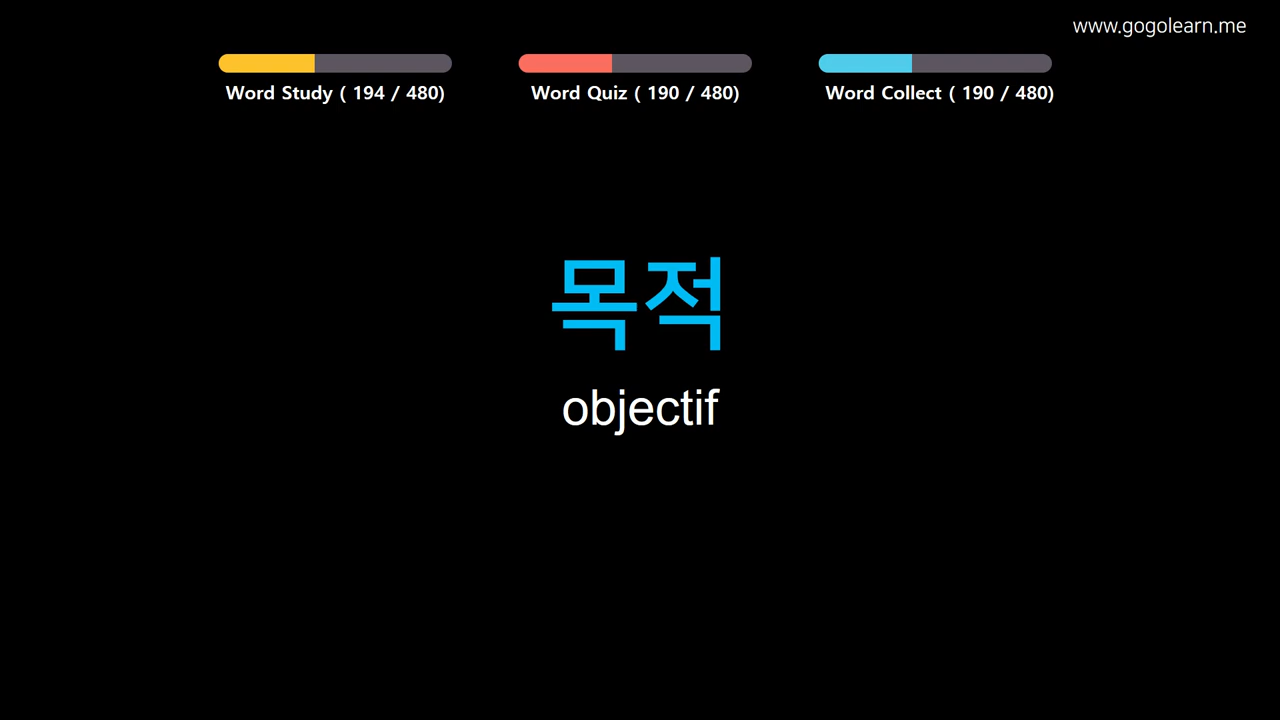 www.gogolearn.me
Word Study ( 194 / 480)
Word Quiz ( 190 / 480)
Word Collect ( 190 / 480)
목적
objectif